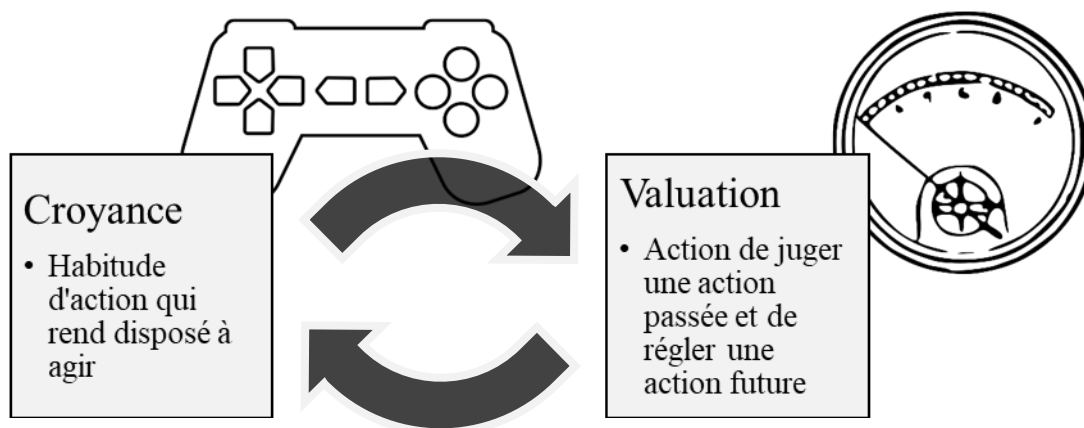 Croyance
• Habitude
d'action qui
rend disposé à
agir
Valuation
• Action de juger
une action
passée et de
régler une
action future